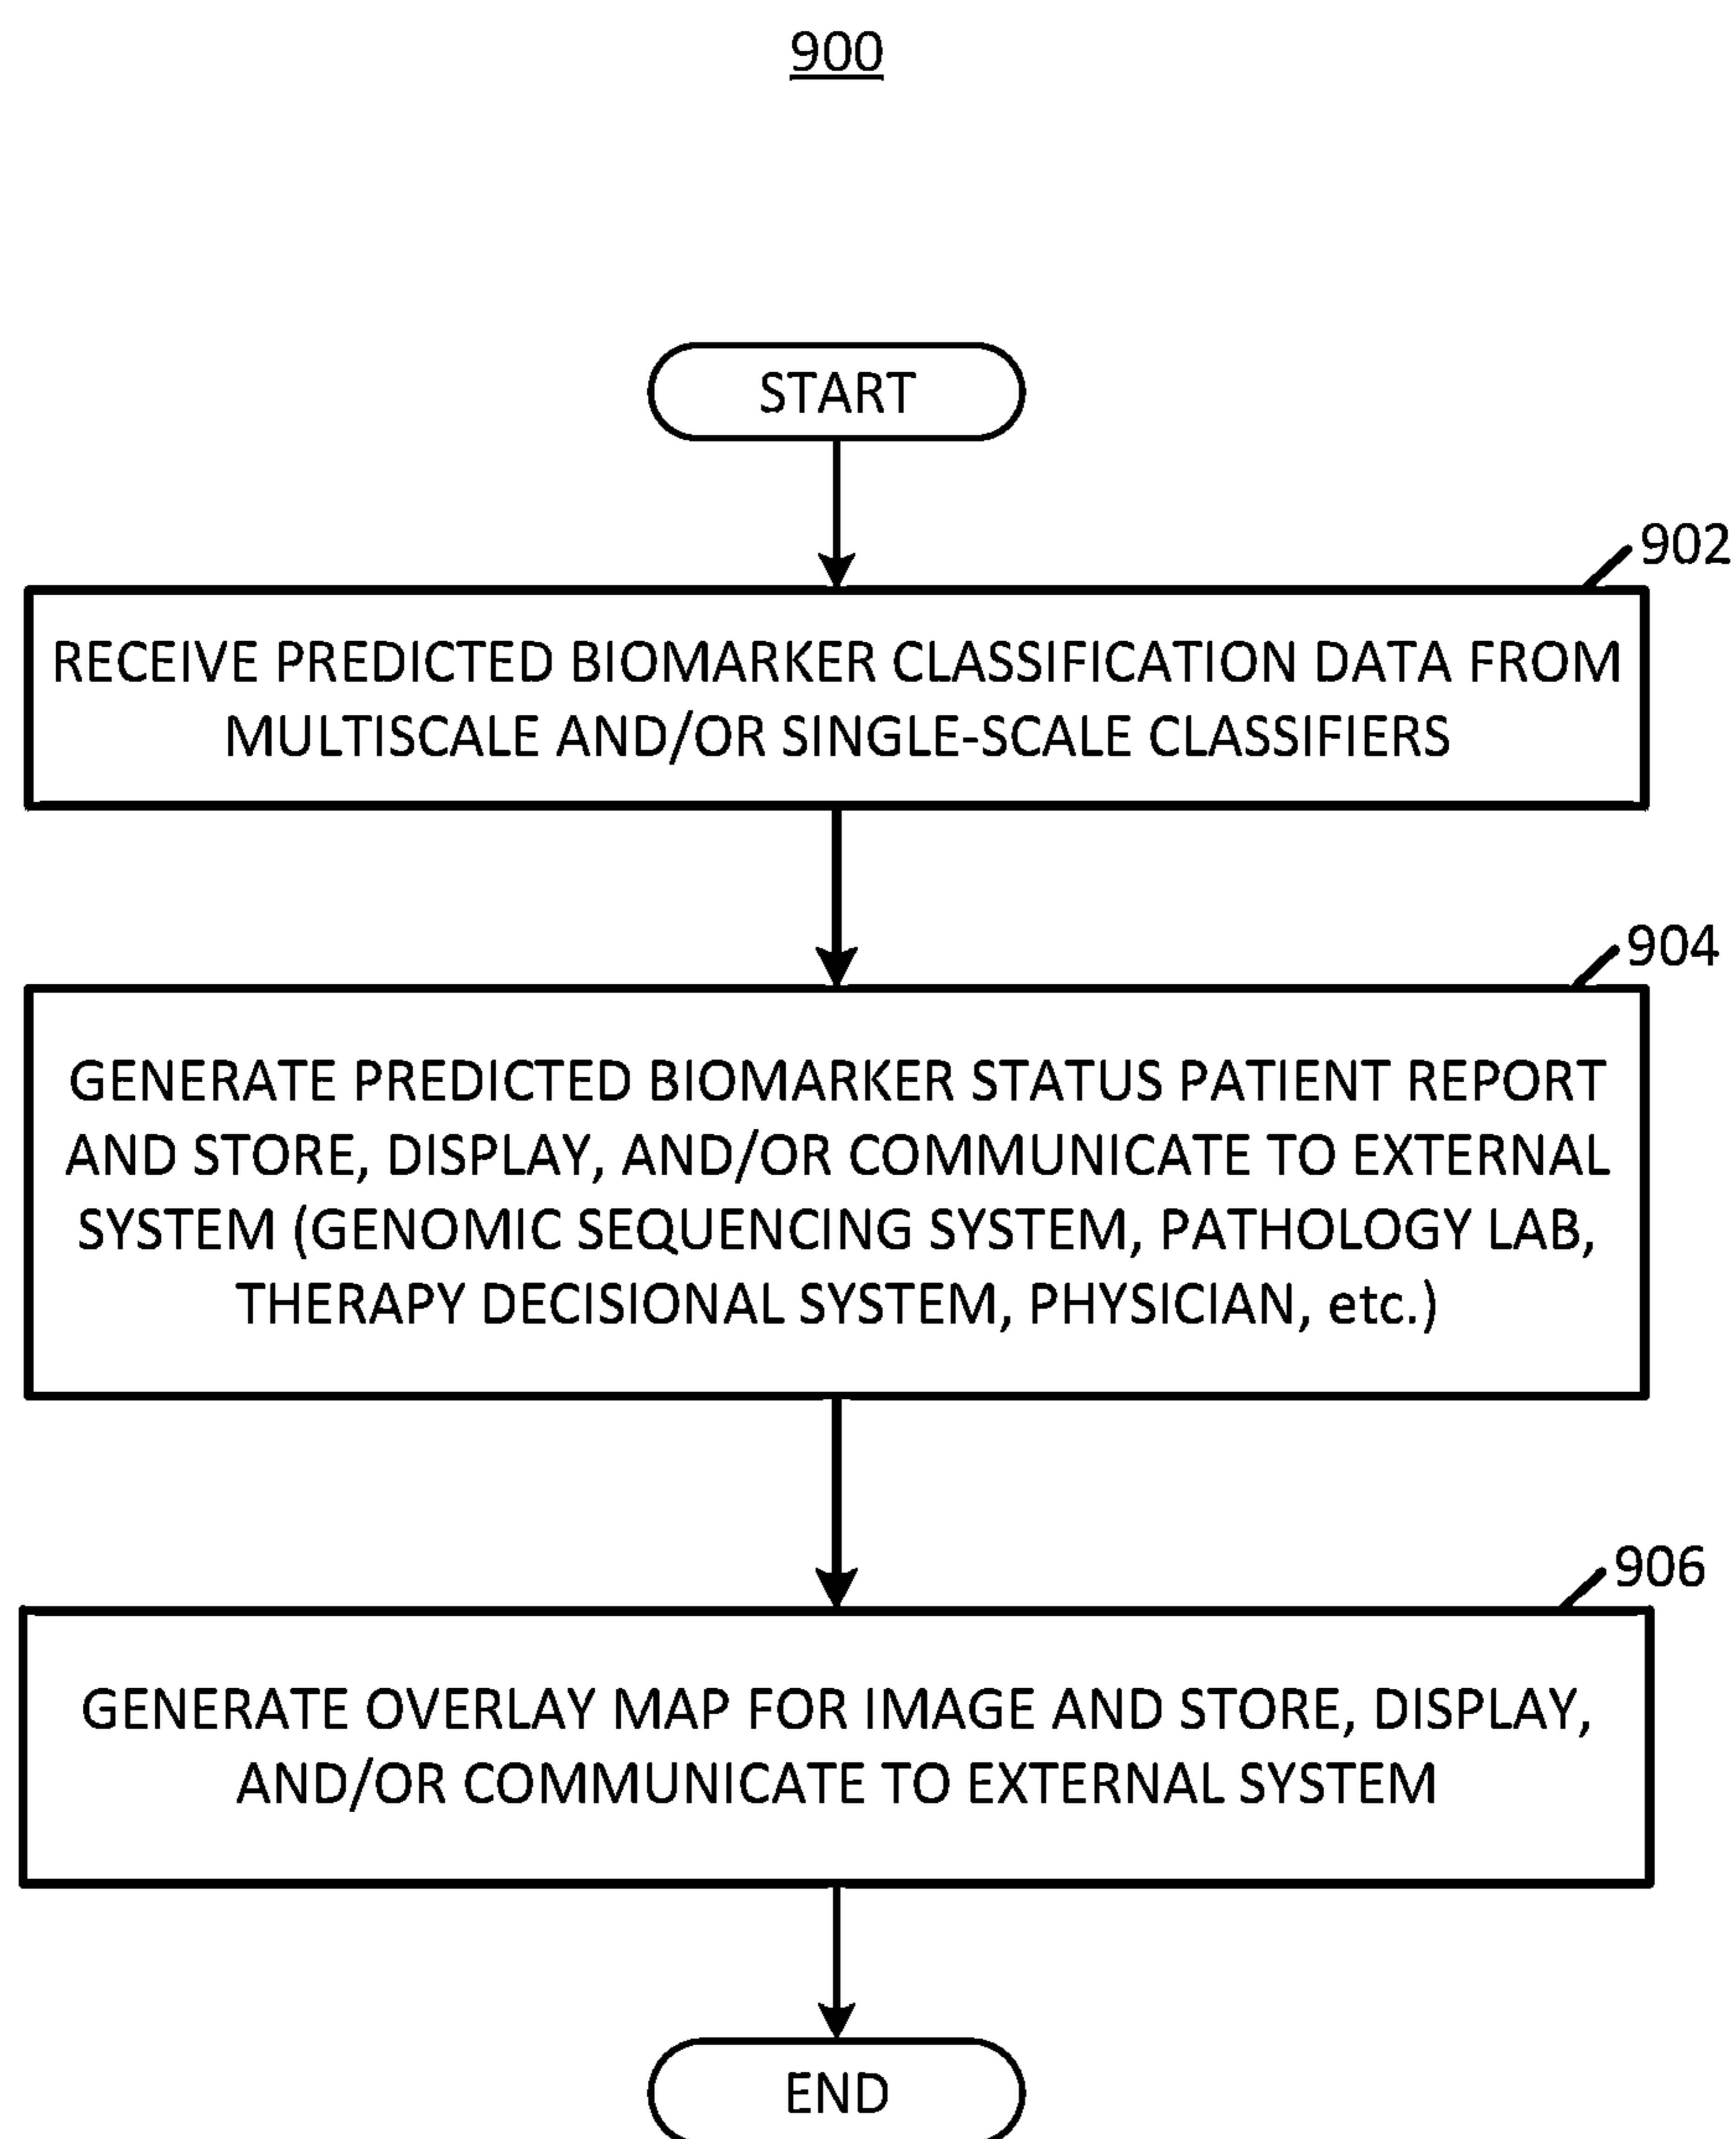 900
START
902
RECEIVE PREDICTED BIOMARKER CLASSIFICATION DATA FROM
MULTISCALE AND/OR SINGLE-SCALE CLASSIFIERS
904
GENERATE PREDICTED BIOMARKER STATUS PATIENT REPORT
AND STORE, DISPLAY, AND/OR COMMUNICATE TO EXTERNAL
SYSTEM (GENOMIC SEQUENCING SYSTEM, PATHOLOGY LAB,
THERAPY DECISIONAL SYSTEM, PHYSICIAN, etc.)
906
GENERATE OVERLAY MAP FOR IMAGE AND STORE, DISPLAY,
AND/OR COMMUNICATE TO EXTERNAL SYSTEM
END